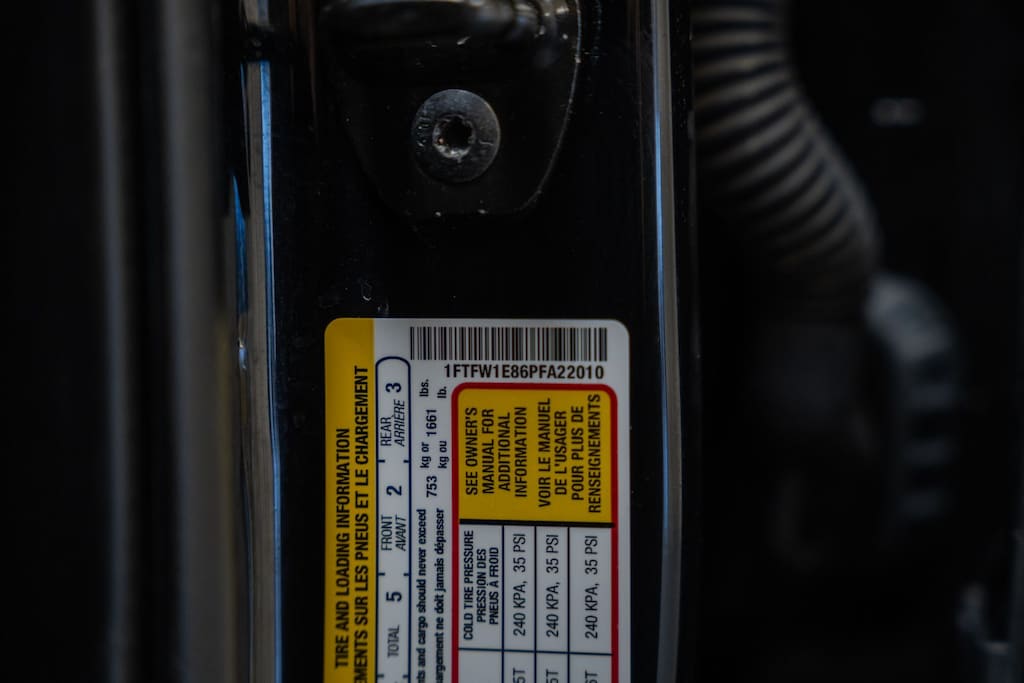 1FTFW1E86PFA22010
TIRE AND LOADING INFORMATION
MENTS SUR LES PNEUS ET LE CHARGEMENT
TOTAL 5 FRONT AVANT 2 REAR ARRIÈRE 3
and cargo should never exceed 753 kg or 1661 lbs.
ne doit jamais dépasser kg ou lb.
SEE OWNER'S
MANUAL FOR
ADDITIONAL
INFORMATION
VOIR LE MANUEL
DE L'USAGER
POUR PLUS DE
RENSEIGNEMENTS
COLD TIRE PRESSURE
PRESSION DES
PNEUS À FROID
240 KPA, 35 PSI
240 KPA, 35 PSI
240 KPA, 35 PSI